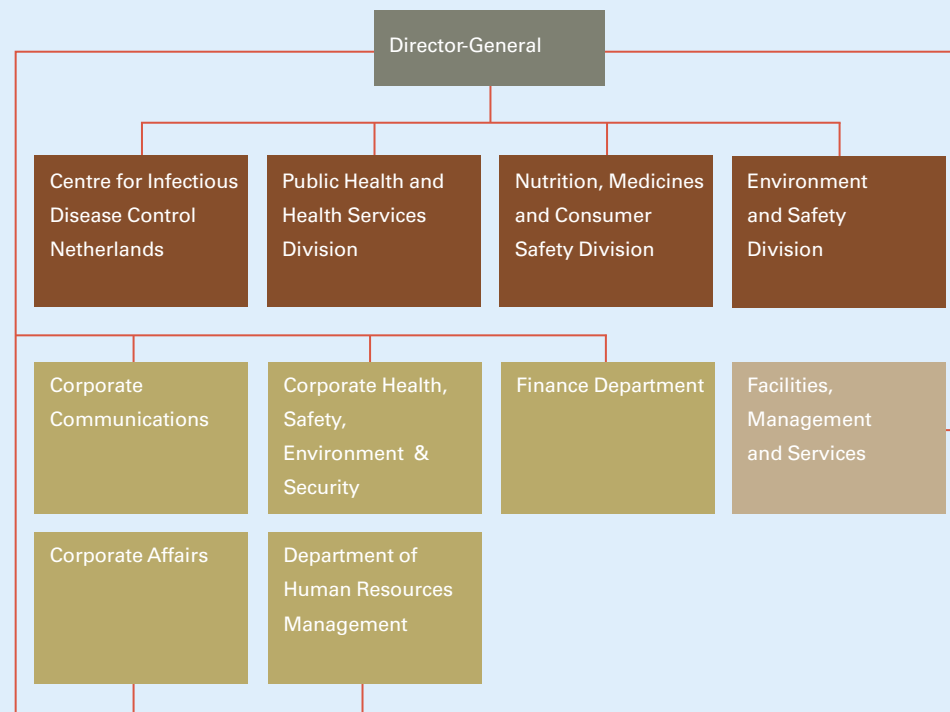 Director-General
Centre for Infectious
Disease Control
Netherlands
Public Health and
Health Services
Division
Nutrition, Medicines
and Consumer
Safety Division
Environment
and Safety
Division
Corporate
Communications
Corporate Health,
Safety,
Environment &
Security
Finance Department
Facilities,
Management
and Services
Corporate Affairs
Department of
Human Resources
Management